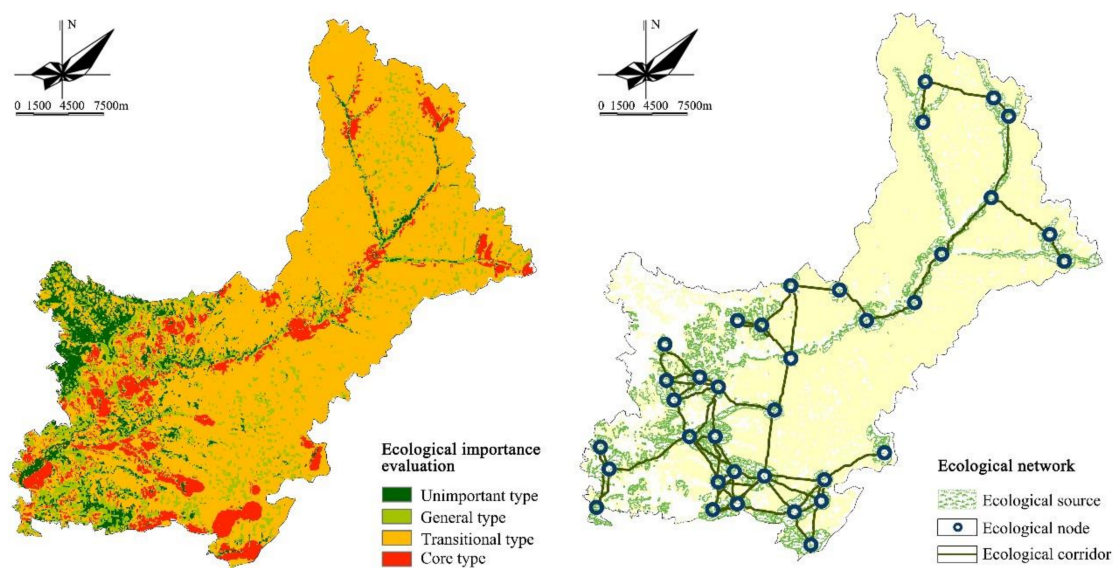 N
0 1500 4500 7500m
Ecological importance
evaluation
Unimportant type
General type
Transitional type
Core type
N
0 1500 4500 7500m
Ecological network
Ecological source
Ecological node
Ecological corridor